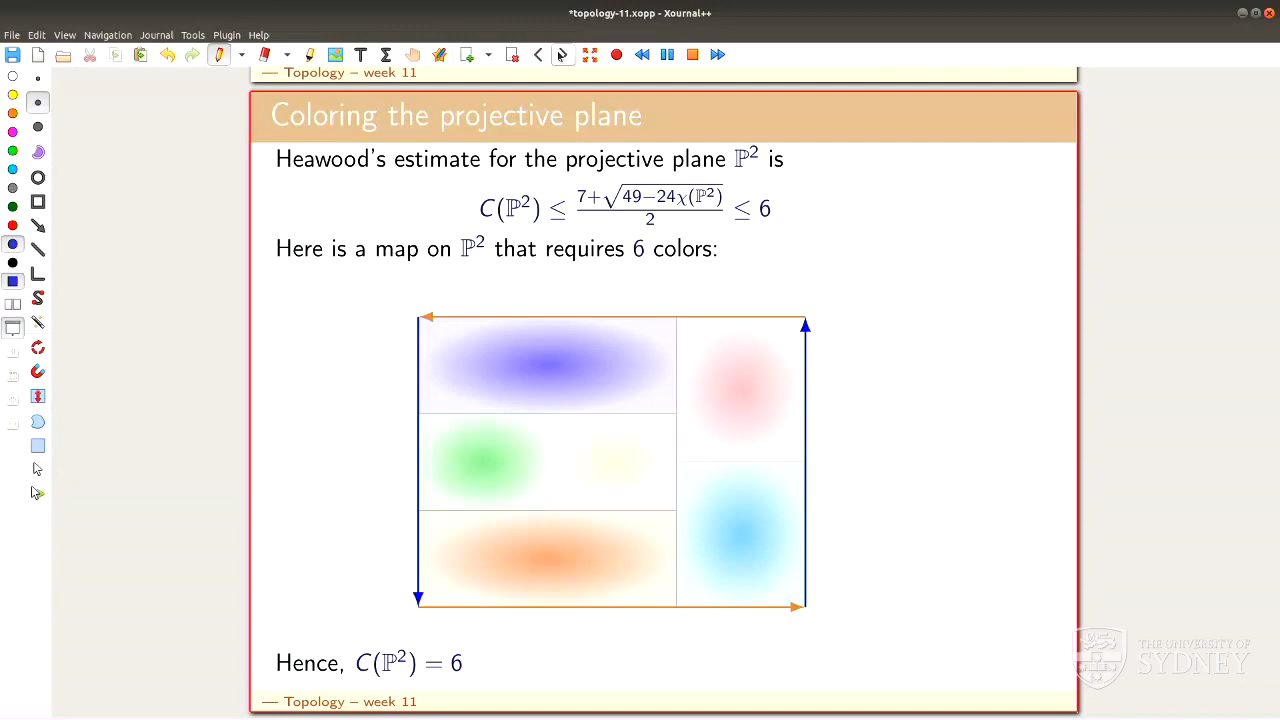 *topology-11.xopp - Xournal++
File Edit View Navigation Journal Tools Plugin Help
— Topology – week 11
Coloring the projective plane
Heawood's estimate for the projective plane ℙ² is
C(ℙ²) ≤ (7+√(49−24χ(ℙ²)))/2 ≤ 6
Here is a map on ℙ² that requires 6 colors:
Hence, C(ℙ²) = 6
THE UNIVERSITY OF
SYDNEY
— Topology – week 11